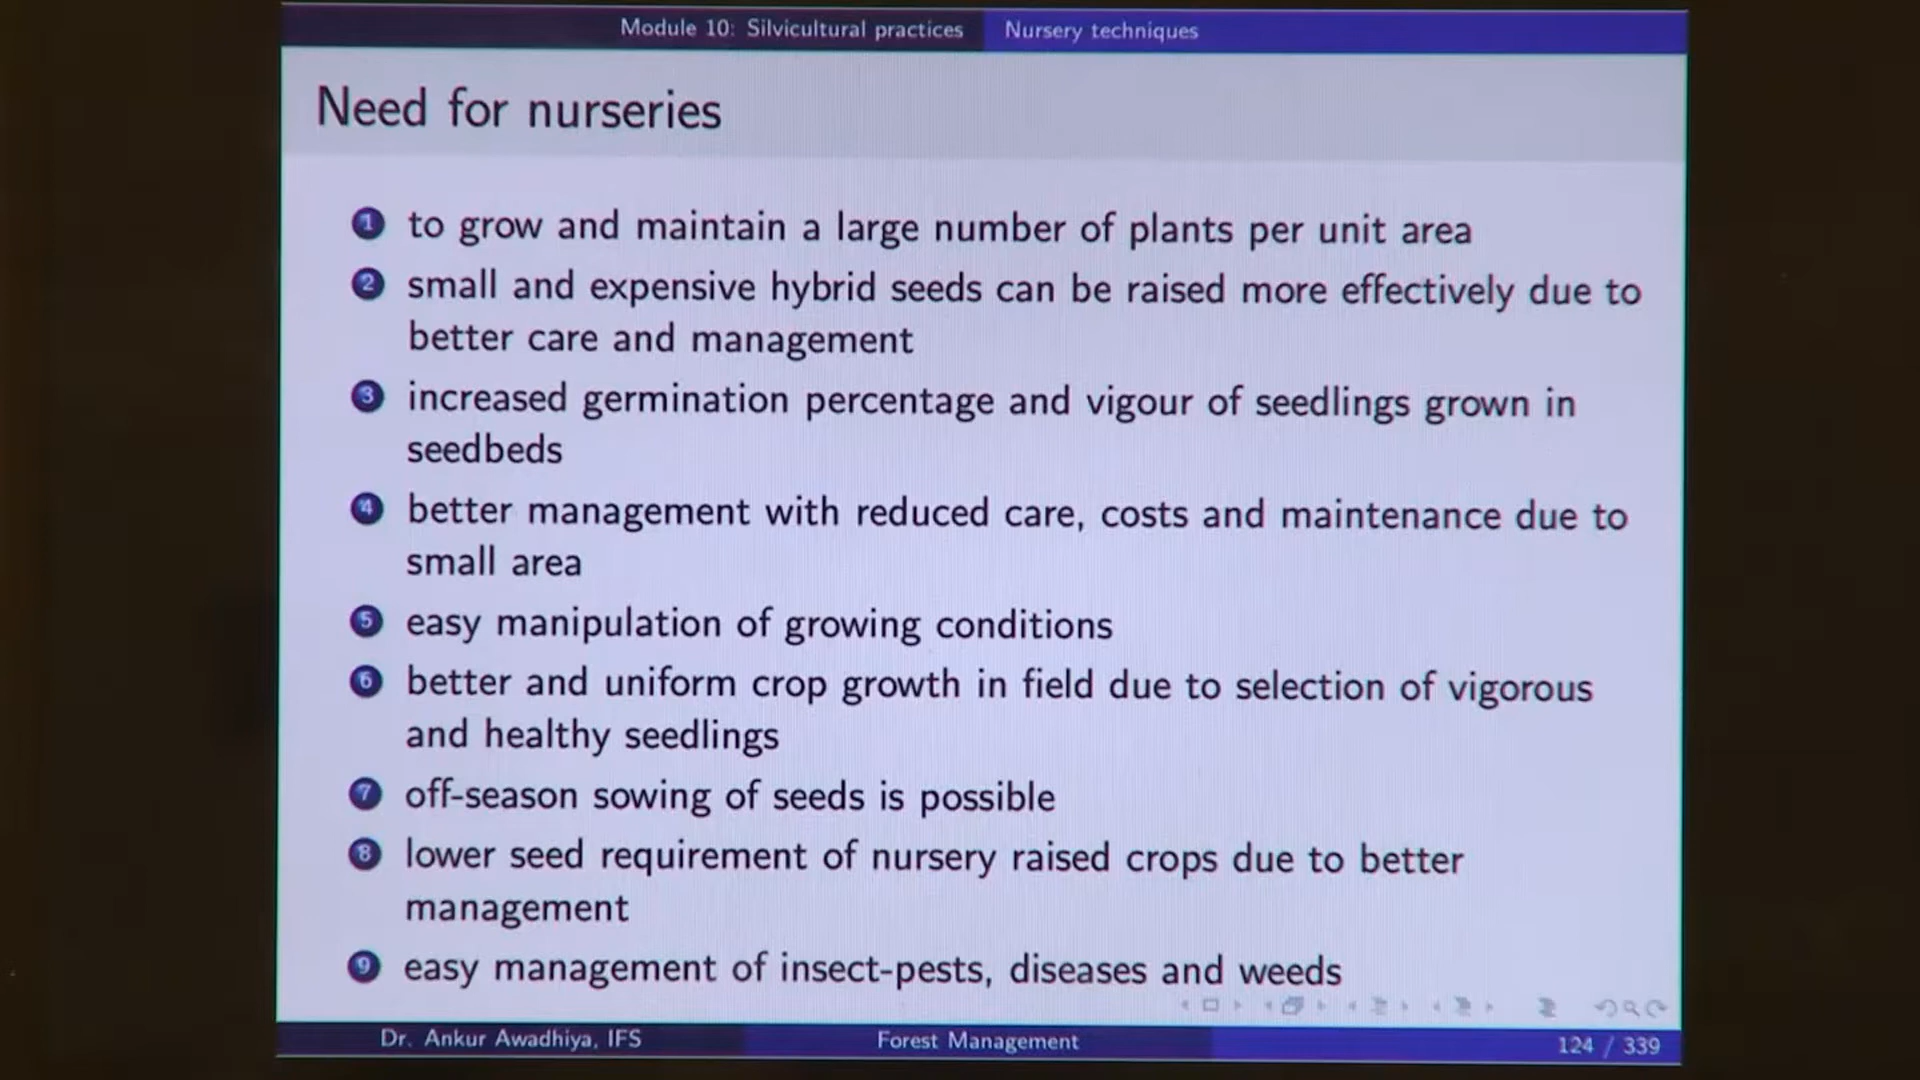 Module 10: Silvicultural practices Nursery techniques
Need for nurseries
1 to grow and maintain a large number of plants per unit area
2 small and expensive hybrid seeds can be raised more effectively due to
better care and management
3 increased germination percentage and vigour of seedlings grown in
seedbeds
4 better management with reduced care, costs and maintenance due to
small area
5 easy manipulation of growing conditions
6 better and uniform crop growth in field due to selection of vigorous
and healthy seedlings
7 off-season sowing of seeds is possible
8 lower seed requirement of nursery raised crops due to better
management
9 easy management of insect-pests, diseases and weeds
Dr. Ankur Awadhiya, IFS Forest Management 124 / 339